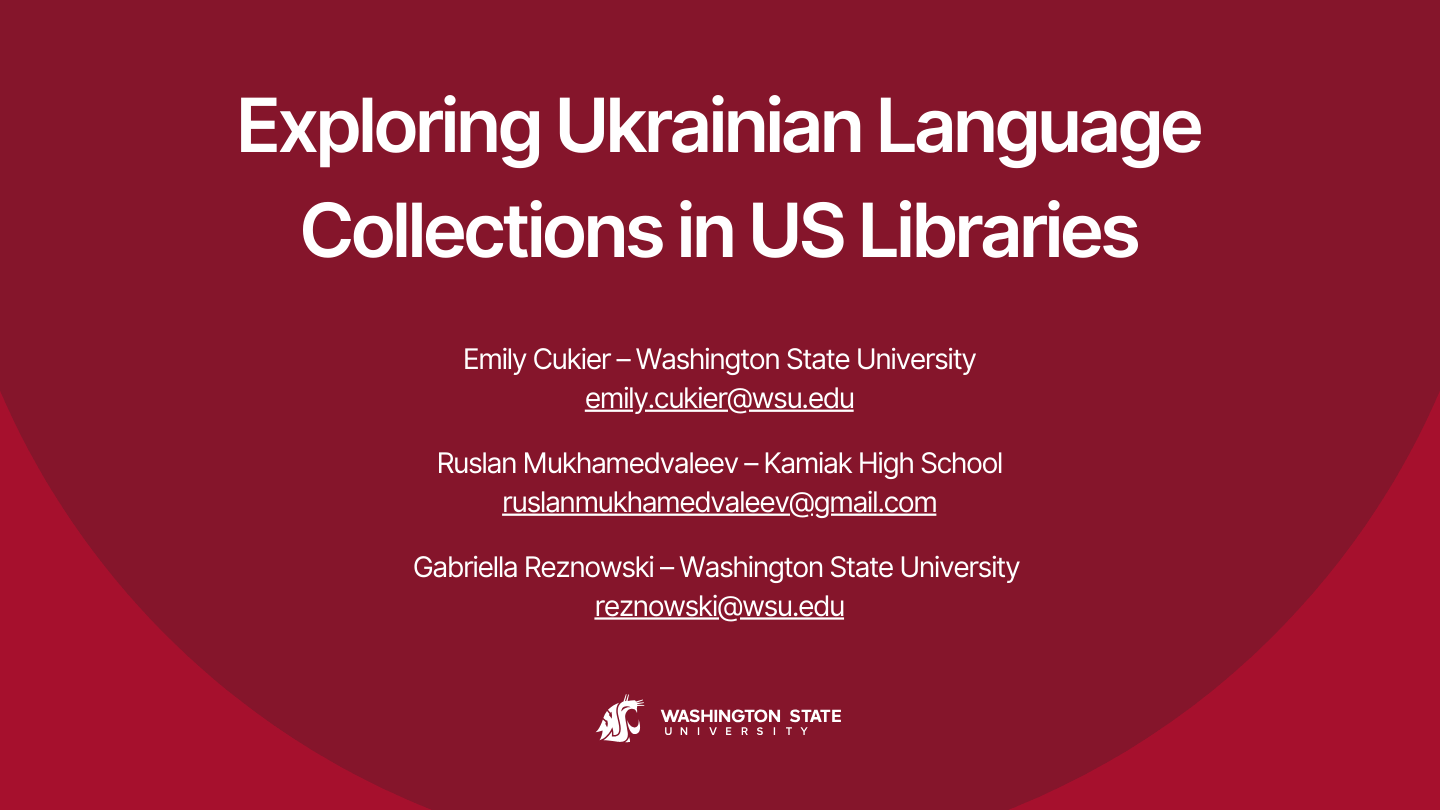 Exploring Ukrainian Language
Collections in US Libraries
Emily Cukier – Washington State University
emily.cukier@wsu.edu
Ruslan Mukhamedvaleev – Kamiak High School
ruslanmukhamedvaleev@gmail.com
Gabriella Reznowski – Washington State University
reznowski@wsu.edu
WASHINGTON STATE
UNIVERSITY